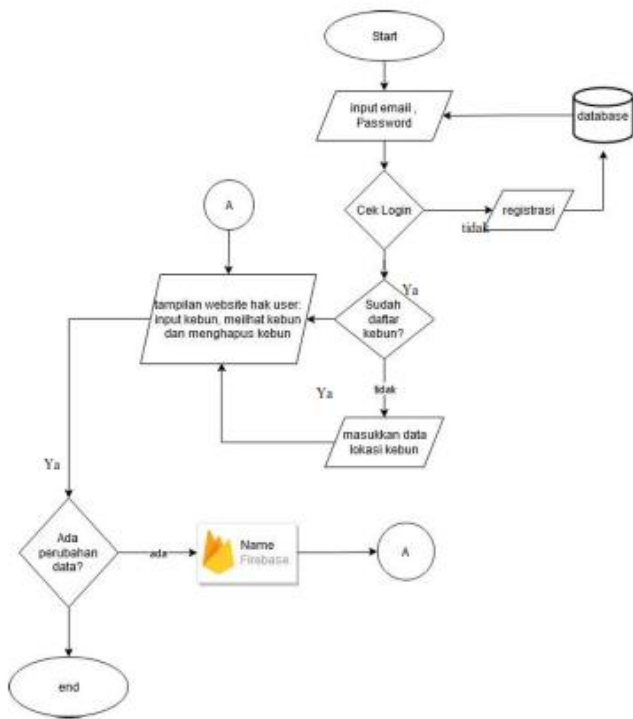 Start
input email ,
Password
database
Cek Login
tidak
registrasi
A
Ya
tampilan website hak user:
input kebun, meilhat kebun
dan menghapus kebun
Sudah
daftar
kebun?
Ya
tidak
masukkan data
lokasi kebun
Ya
Ada
perubahan
data?
ada
Name
Firebase
A
end